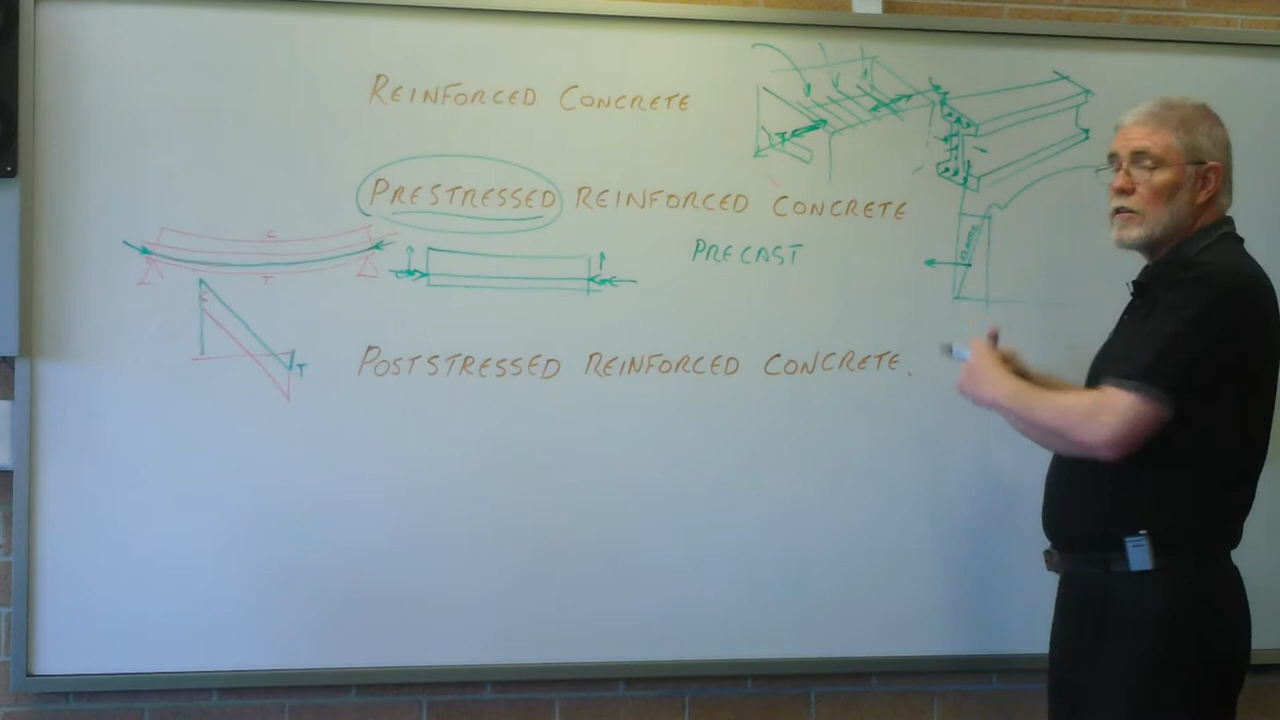 REINFORCED CONCRETE
PRESTRESSED REINFORCED CONCRETE
C
T
PRECAST
C
T
POSTSTRESSED REINFORCED CONCRETE.